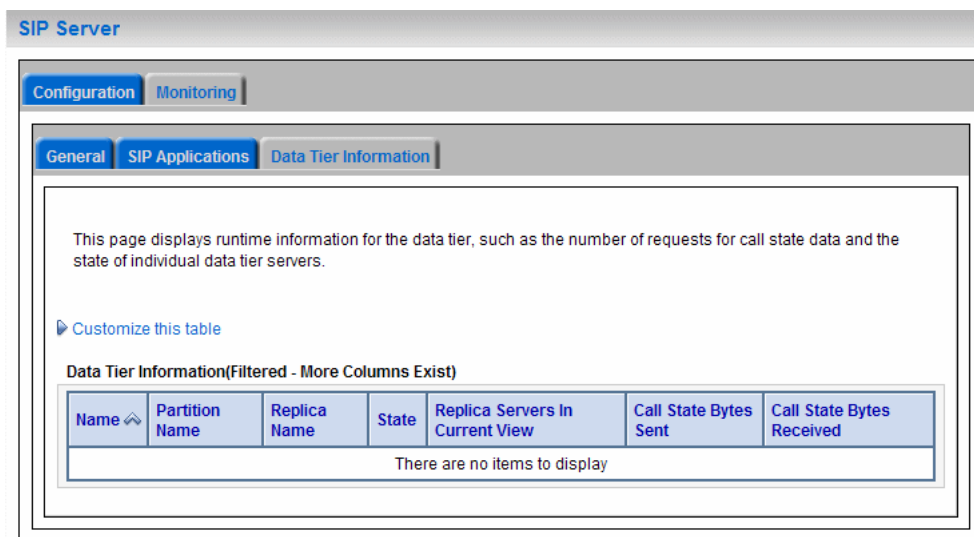 SIP Server
Configuration Monitoring
General SIP Applications Data Tier Information
This page displays runtime information for the data tier, such as the number of requests for call state data and the
state of individual data tier servers.
Customize this table
Data Tier Information(Filtered - More Columns Exist)
Name Partition Name Replica Name State Replica Servers In Current View Call State Bytes Sent Call State Bytes Received
There are no items to display